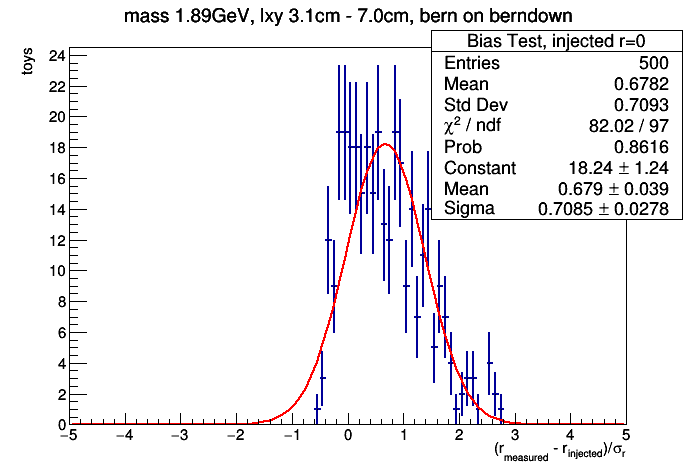 mass 1.89GeV, lxy 3.1cm - 7.0cm, bern on berndown
Bias Test, injected r=0
Entries 500
Mean 0.6782
Std Dev 0.7093
χ² / ndf 82.02 / 97
Prob 0.8616
Constant 18.24 ± 1.24
Mean 0.679 ± 0.039
Sigma 0.7085 ± 0.0278
toys
24
22
20
18
16
14
12
10
8
6
4
2
0
−5 −4 −3 −2 −1 0 1 2 3 4 5
(r_measured - r_injected)/σ_r